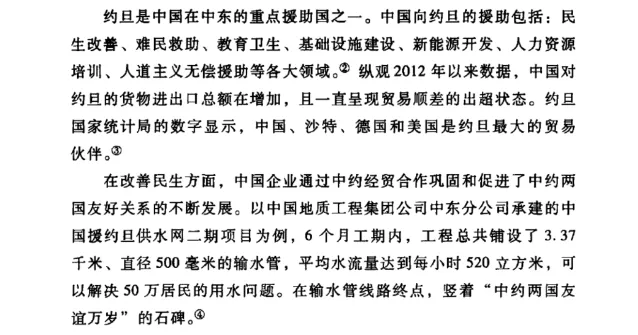 约旦是中国在中东的重点援助国之一。中国向约旦的援助包括：民
生改善、难民救助、教育卫生、基础设施建设、新能源开发、人力资源
培训、人道主义无偿援助等各大领域。② 纵观 2012 年以来数据，中国对
约旦的货物进出口总额在增加，且一直呈现贸易顺差的出超状态。约旦
国家统计局的数字显示，中国、沙特、德国和美国是约旦最大的贸易
伙伴。③
在改善民生方面，中国企业通过中约经贸合作巩固和促进了中约两
国友好关系的不断发展。以中国地质工程集团公司中东分公司承建的中
国援约旦供水网二期项目为例，6 个月工期内，工程总共铺设了 3.37
千米、直径 500 毫米的输水管，平均水流量达到每小时 520 立方米，可
以解决 50 万居民的用水问题。在输水管线路终点，竖着“中约两国友
谊万岁”的石碑。④